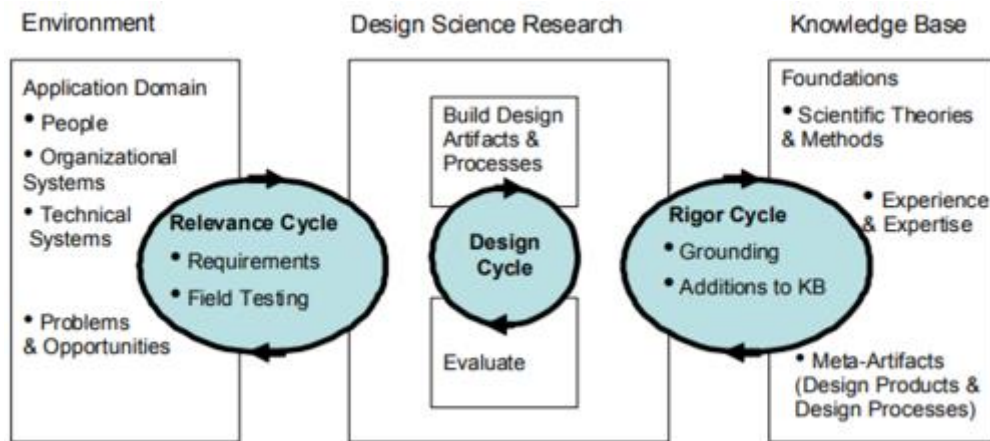 Environment
Design Science Research
Knowledge Base
Application Domain
• People
• Organizational
Systems
• Technical
Systems
• Problems
& Opportunities
Relevance Cycle
• Requirements
• Field Testing
Build Design
Artifacts &
Processes
Design
Cycle
Evaluate
Rigor Cycle
• Grounding
• Additions to KB
Foundations
• Scientific Theories
& Methods
• Experience
& Expertise
• Meta-Artifacts
(Design Products &
Design Processes)